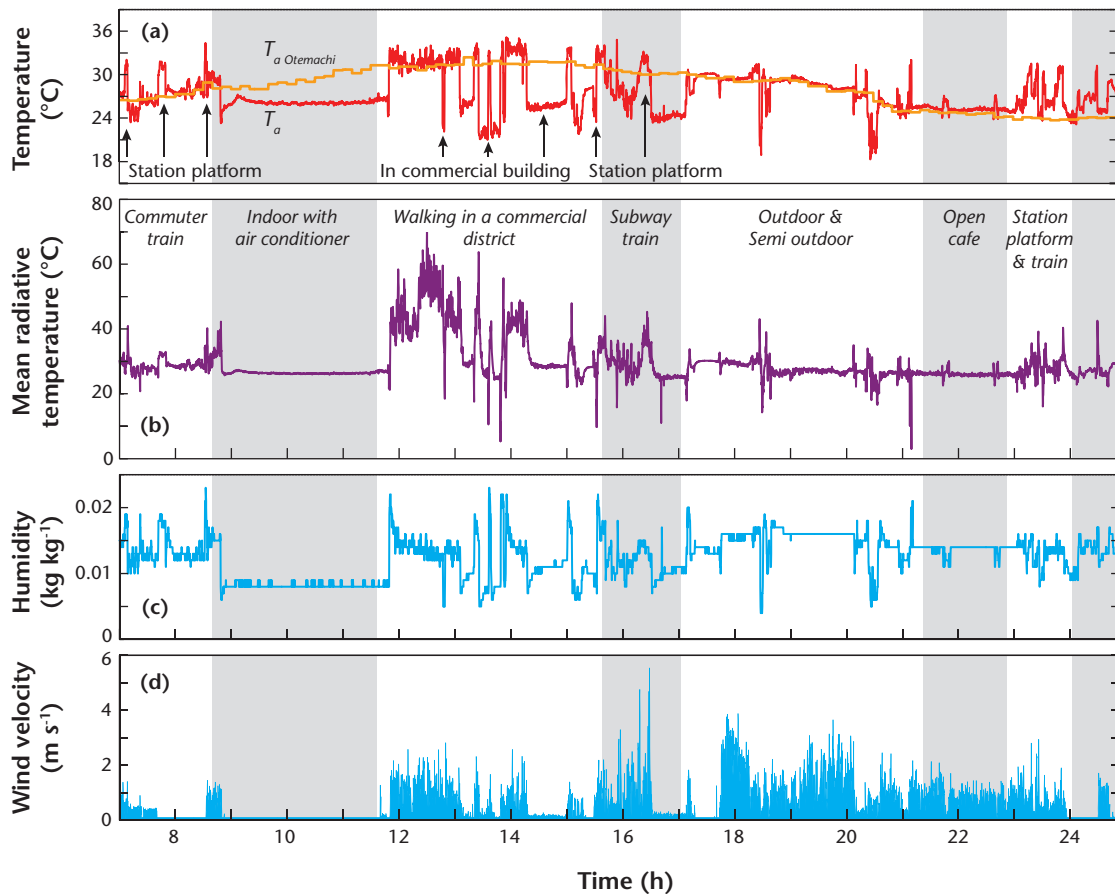 Temperature
(°C)
39
36
30
24
18
(a)
T a Otemachi
T a
Station platform
In commercial building
Station platform
Mean radiative
temperature (°C)
80
60
40
20
0
Commuter
train
Indoor with
air conditioner
Walking in a commercial
district
Subway
train
Outdoor &
Semi outdoor
Open
cafe
Station
platform
& train
(b)
Humidity
(kg kg-1)
0.02
0.01
0
(c)
Wind velocity
(m s-1)
6
4
2
0
(d)
8
10
12
14
16
18
20
22
24
Time (h)